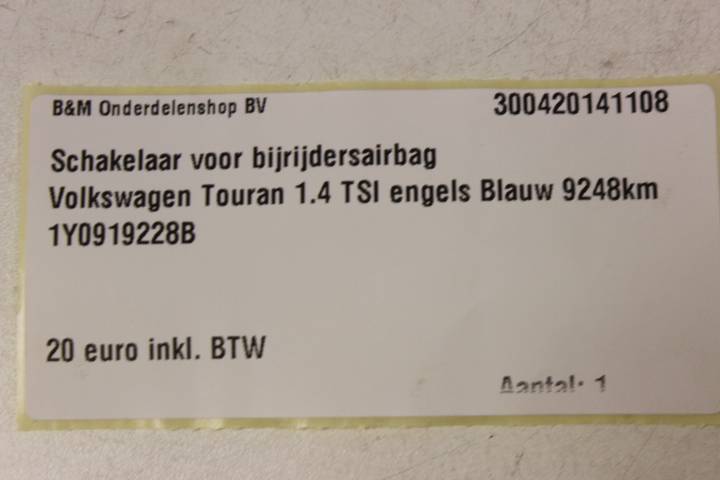 B&M Onderdelenshop BV 300420141108
Schakelaar voor bijrijdersairbag
Volkswagen Touran 1.4 TSI engels Blauw 9248km
1Y0919228B
20 euro inkl. BTW
Aantal: 1